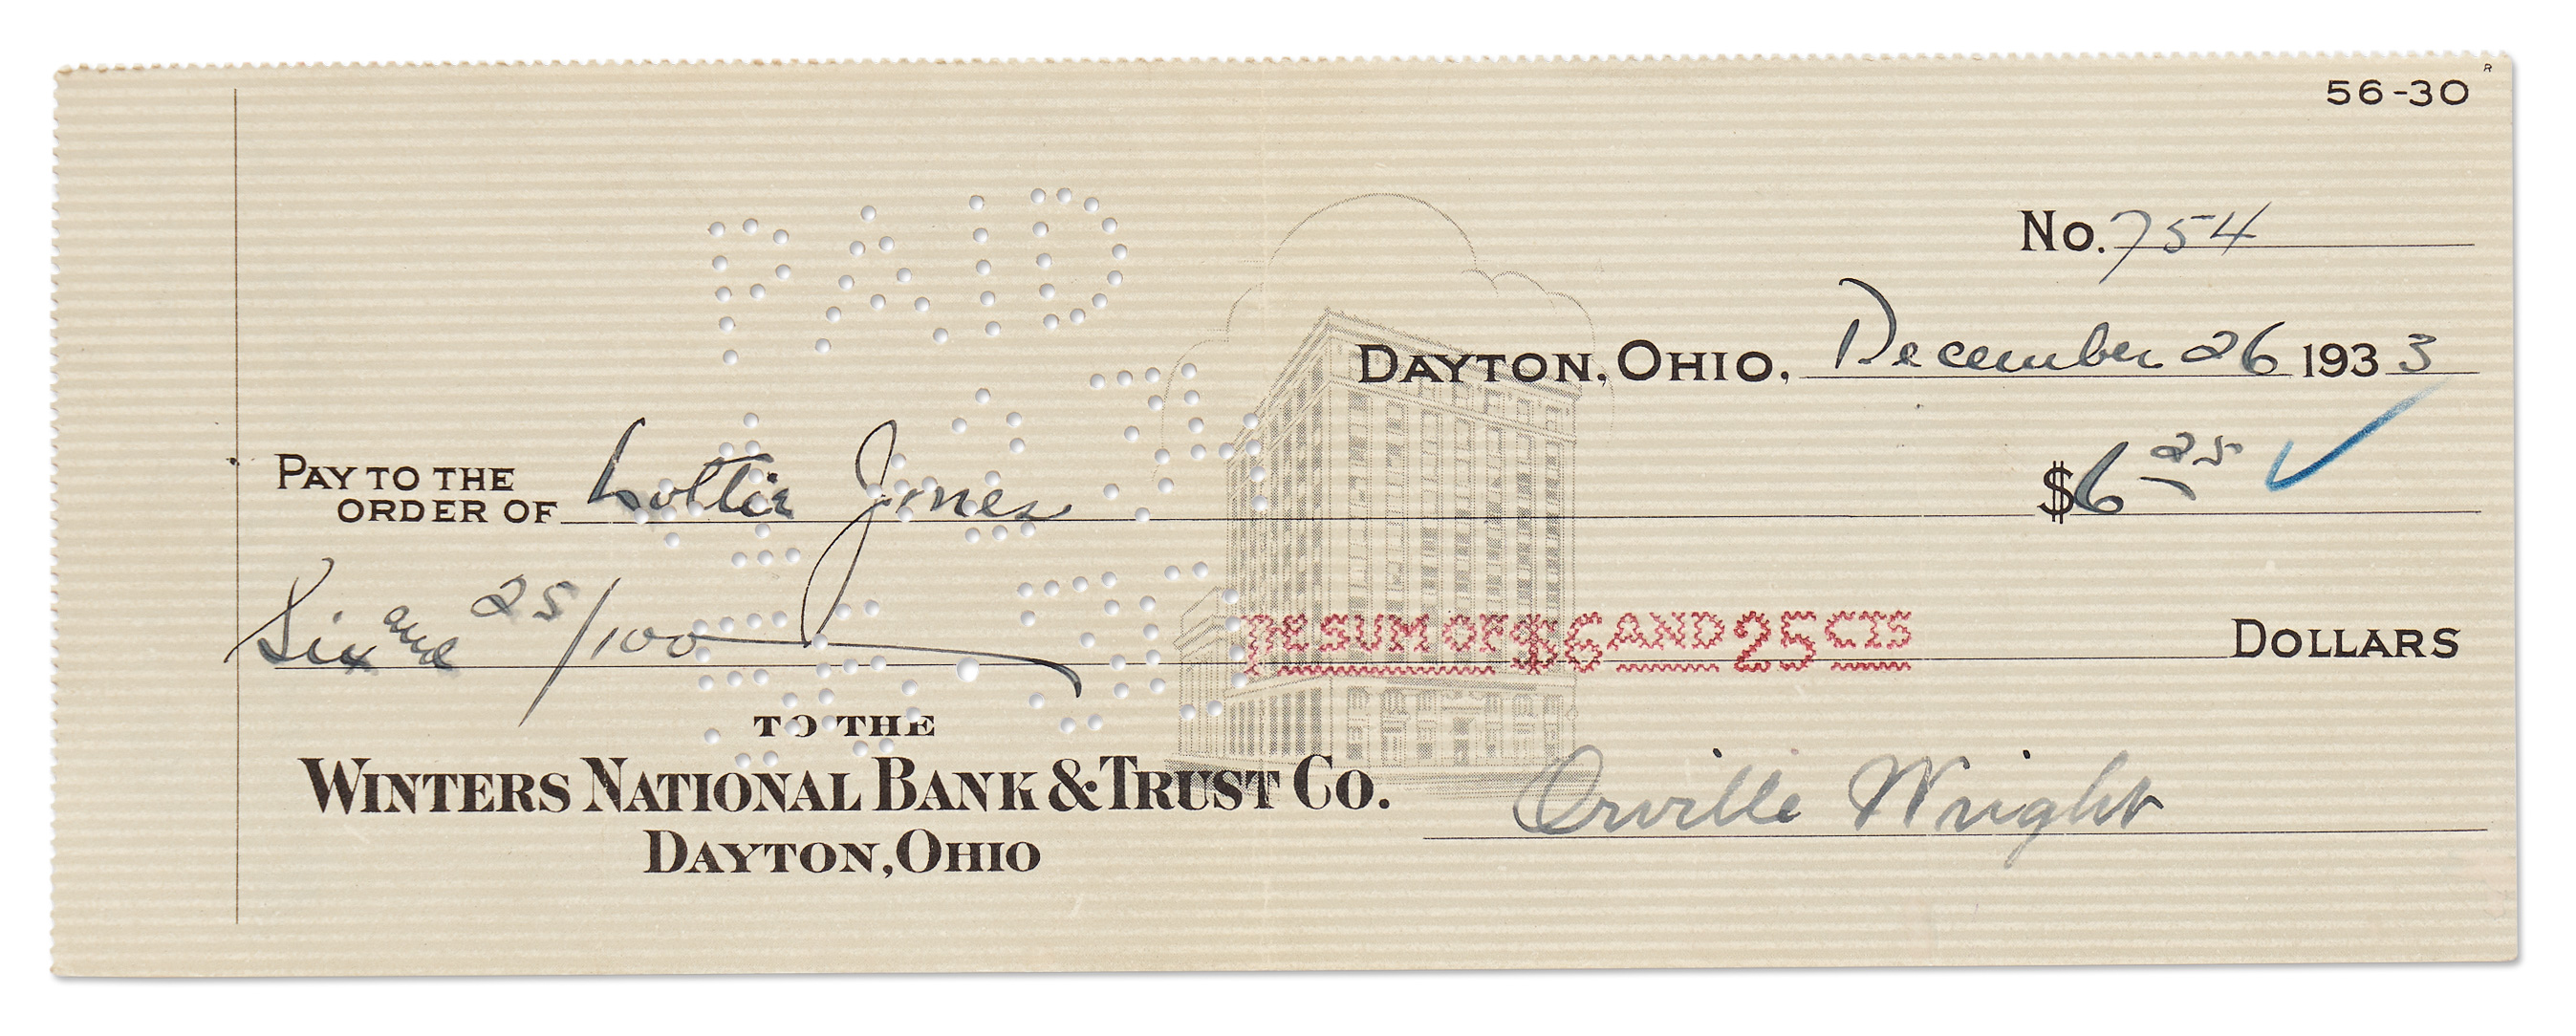 56-30
R
No. 754
DAYTON, OHIO, December 26 1933
PAID
PAY TO THE
ORDER OF Lottie Jones $6 25
Six and 25/100 THE SUM OF $6 AND 25 CTS DOLLARS
TO THE
WINTERS NATIONAL BANK & TRUST CO.
DAYTON, OHIO
Orville Wright